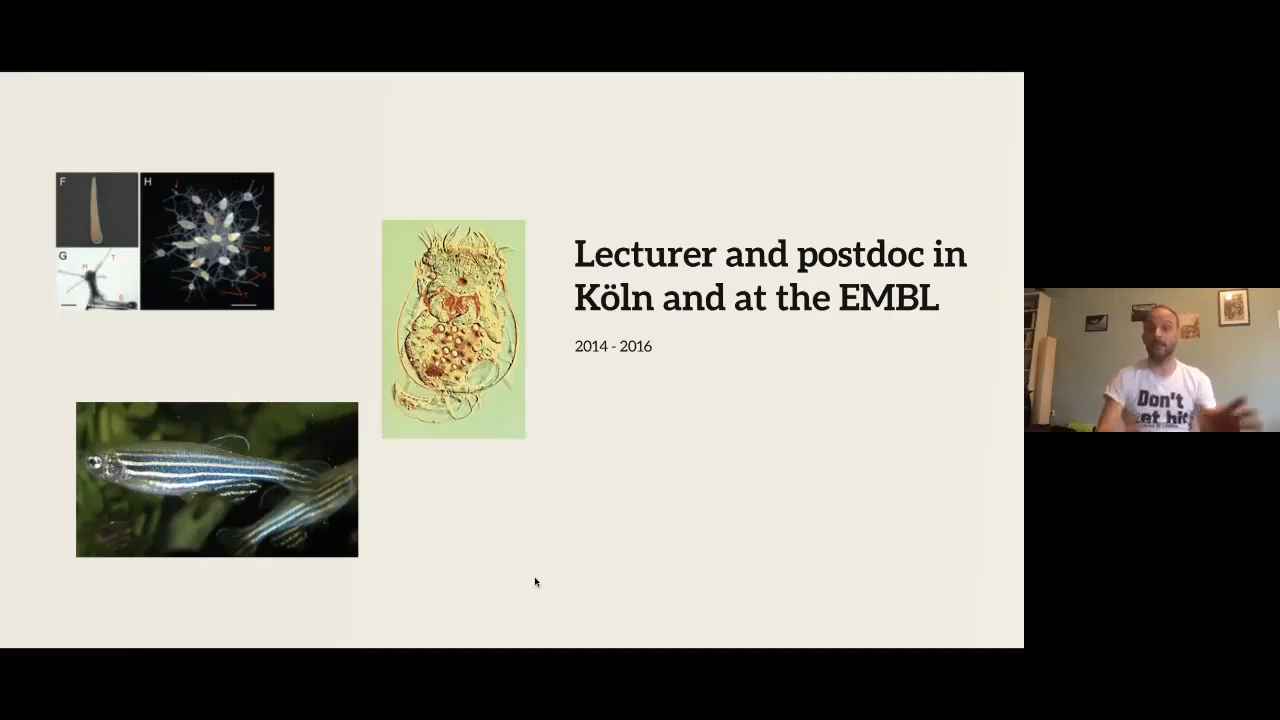 F
H
G
H
T
S
M
S
T
Lecturer and postdoc in
Köln and at the EMBL
2014 - 2016
Don't